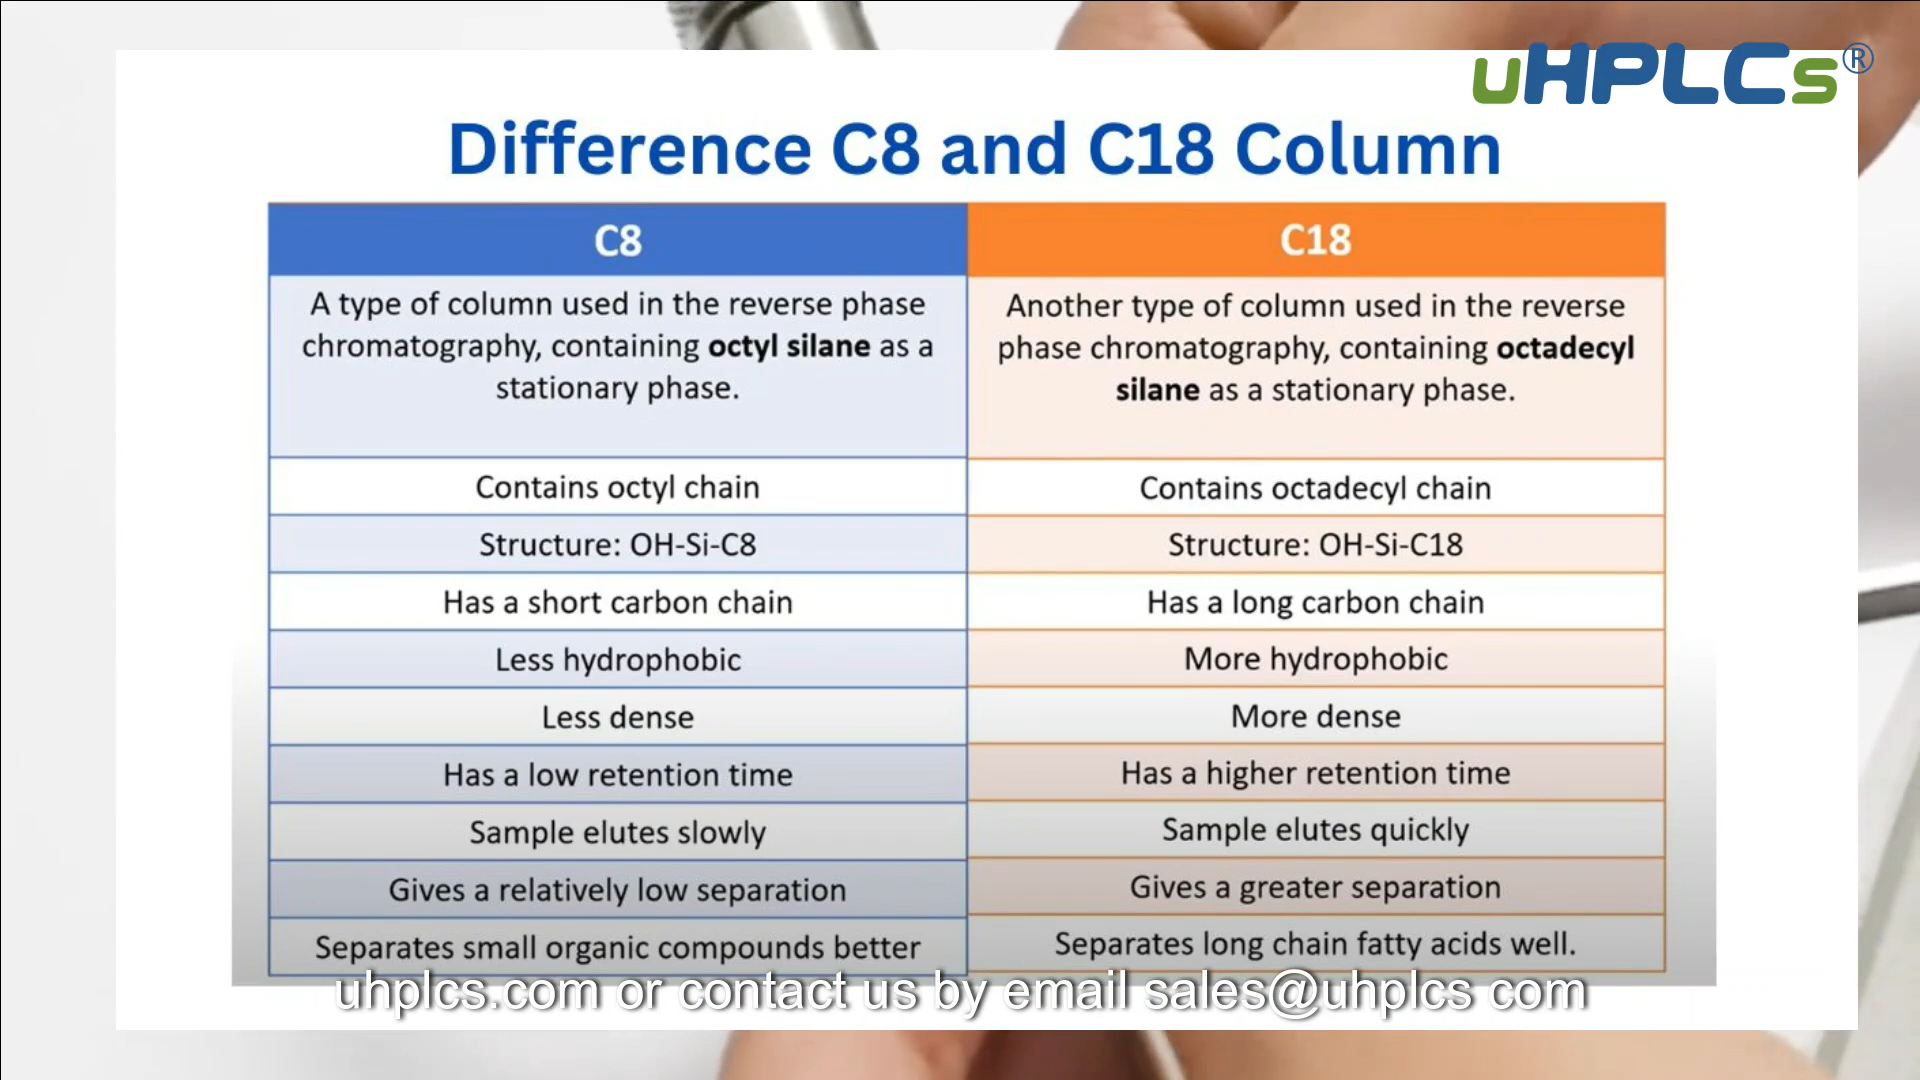 uHPLCs®
Difference C8 and C18 Column
C8
C18
A type of column used in the reverse phase
chromatography, containing octyl silane as a
stationary phase.
Another type of column used in the reverse
phase chromatography, containing octadecyl
silane as a stationary phase.
Contains octyl chain
Contains octadecyl chain
Structure: OH-Si-C8
Structure: OH-Si-C18
Has a short carbon chain
Has a long carbon chain
Less hydrophobic
More hydrophobic
Less dense
More dense
Has a low retention time
Has a higher retention time
Sample elutes slowly
Sample elutes quickly
Gives a relatively low separation
Gives a greater separation
Separates small organic compounds better
Separates long chain fatty acids well.
uhplcs.com or contact us by email sales@uhplcs com